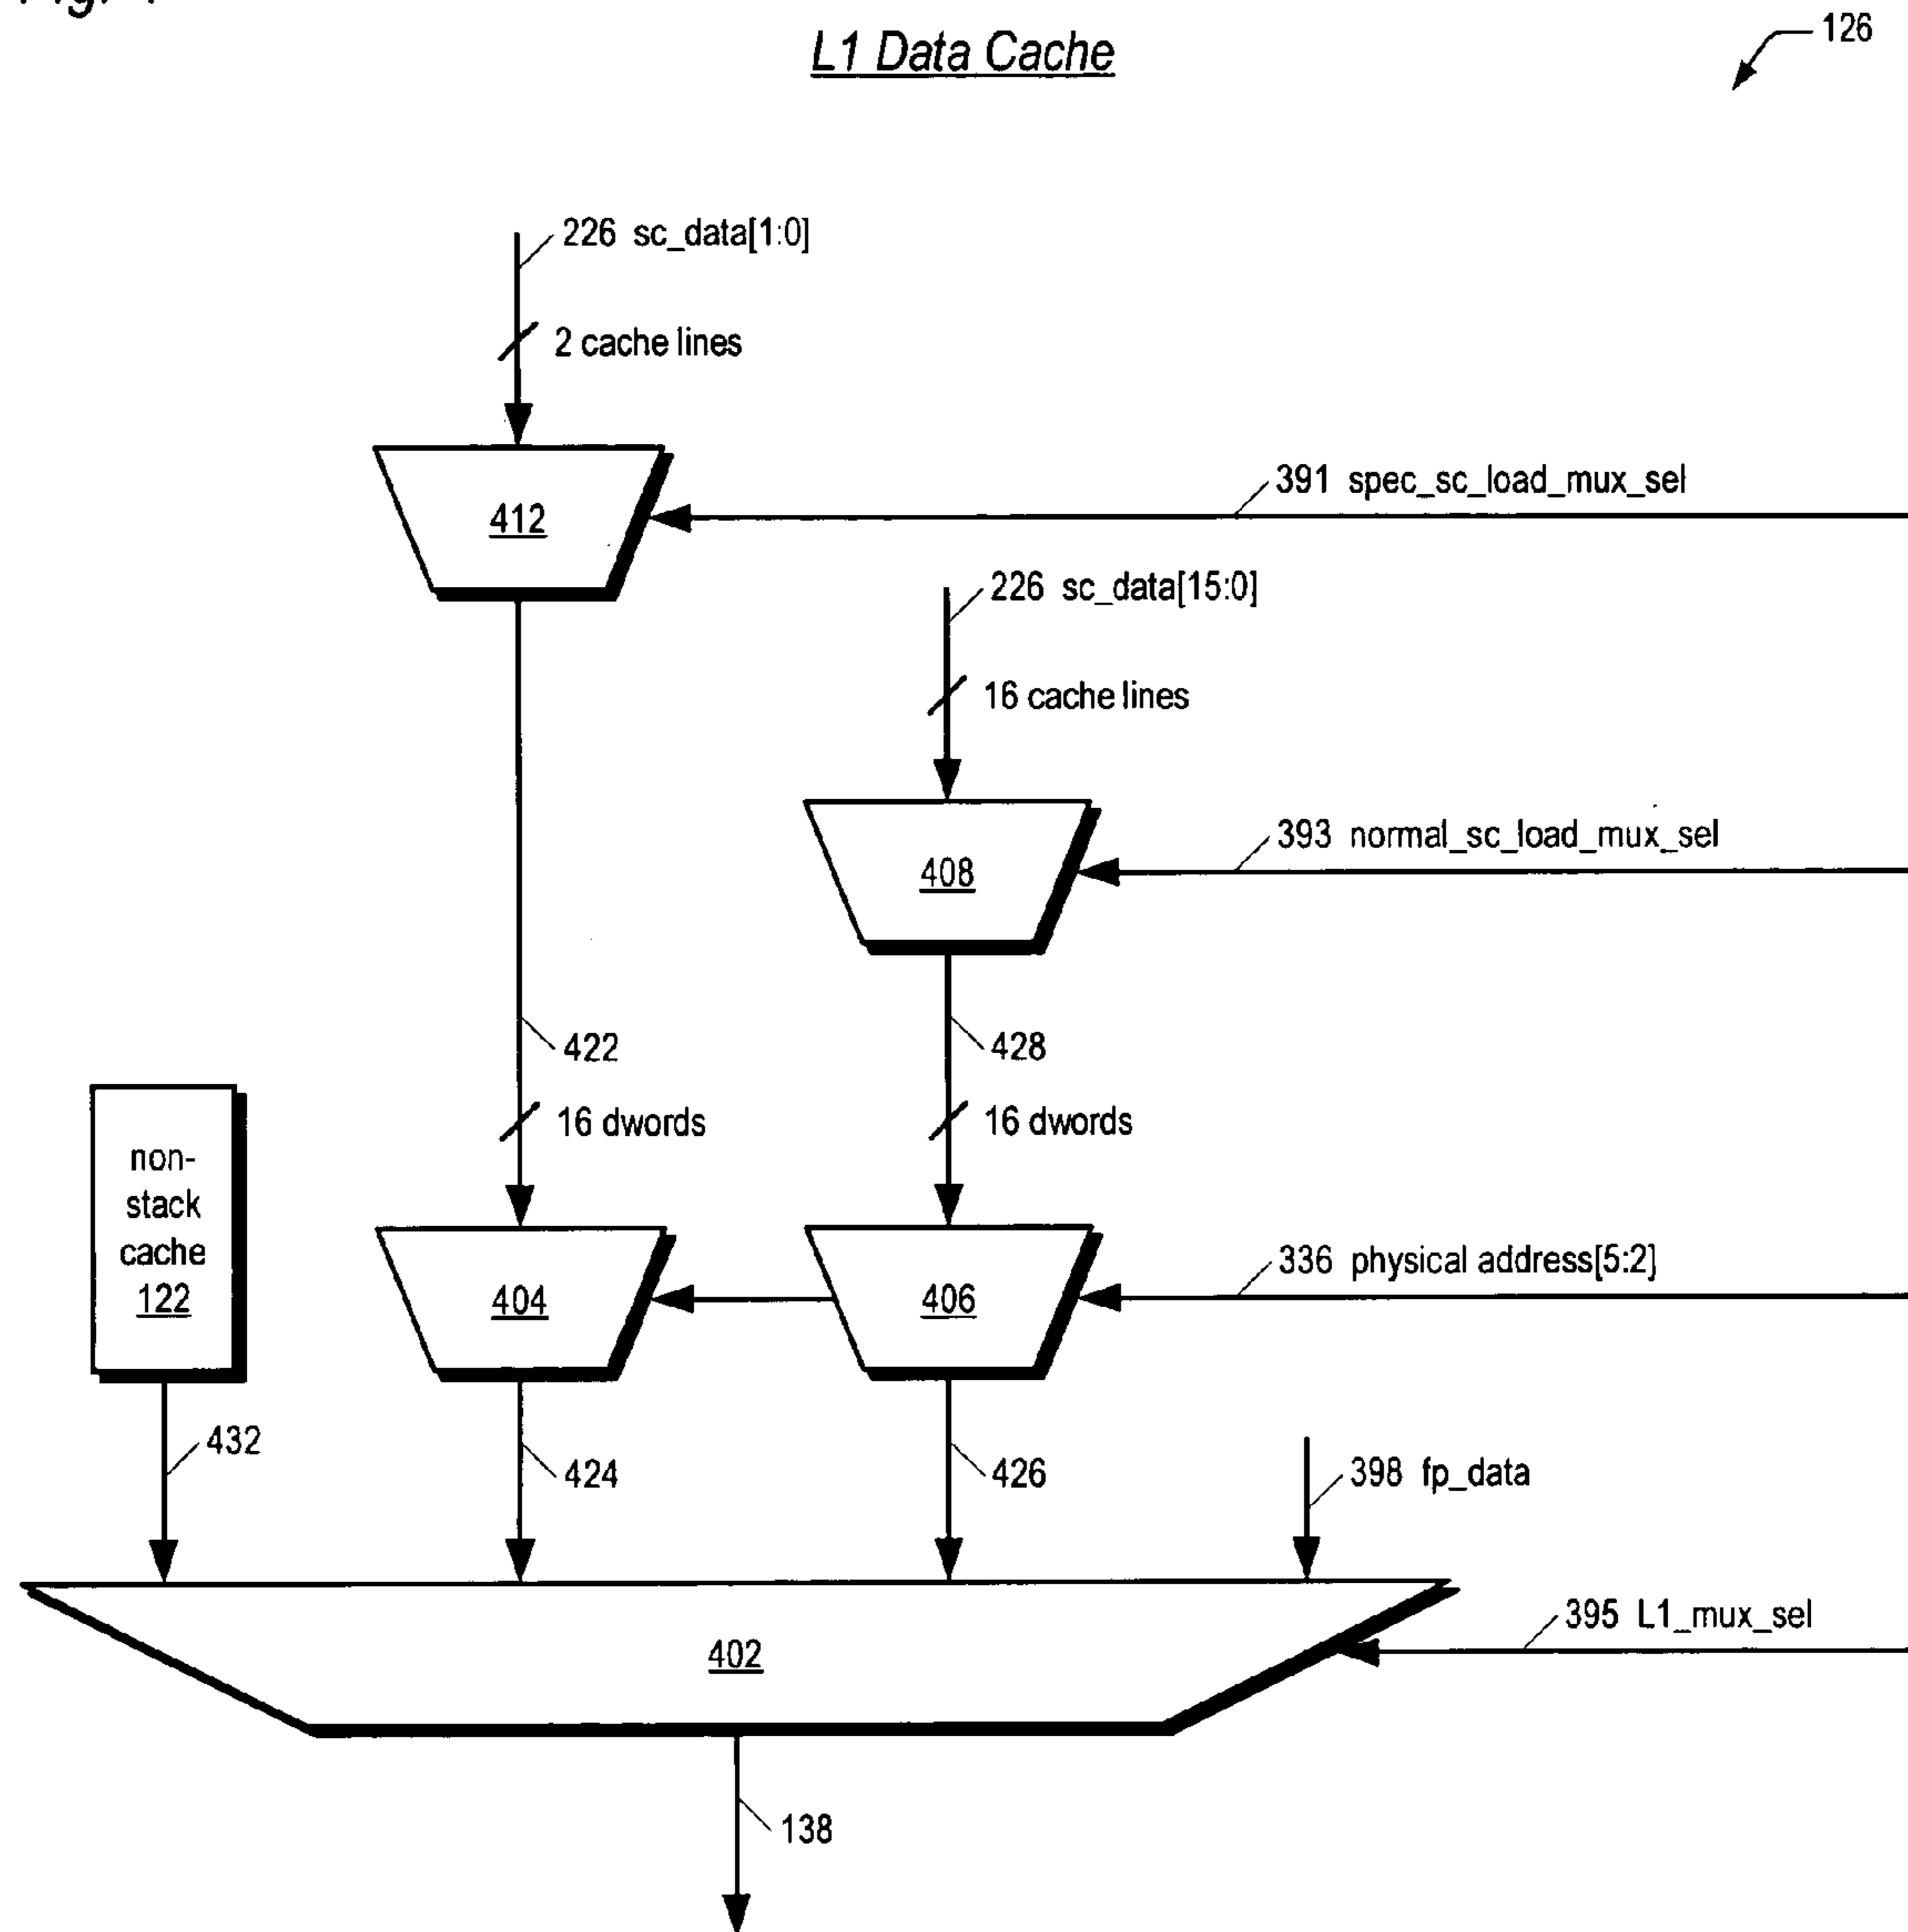 L1 Data Cache
126
226 sc_data[1:0]
2 cache lines
391 spec_sc_load_mux_sel
412
226 sc_data[15:0]
16 cache lines
393 normal_sc_load_mux_sel
408
422
428
16 dwords
16 dwords
non-
stack
cache
122
336 physical address[5:2]
404
406
432
424
426
398 fp_data
395 L1_mux_sel
402
138